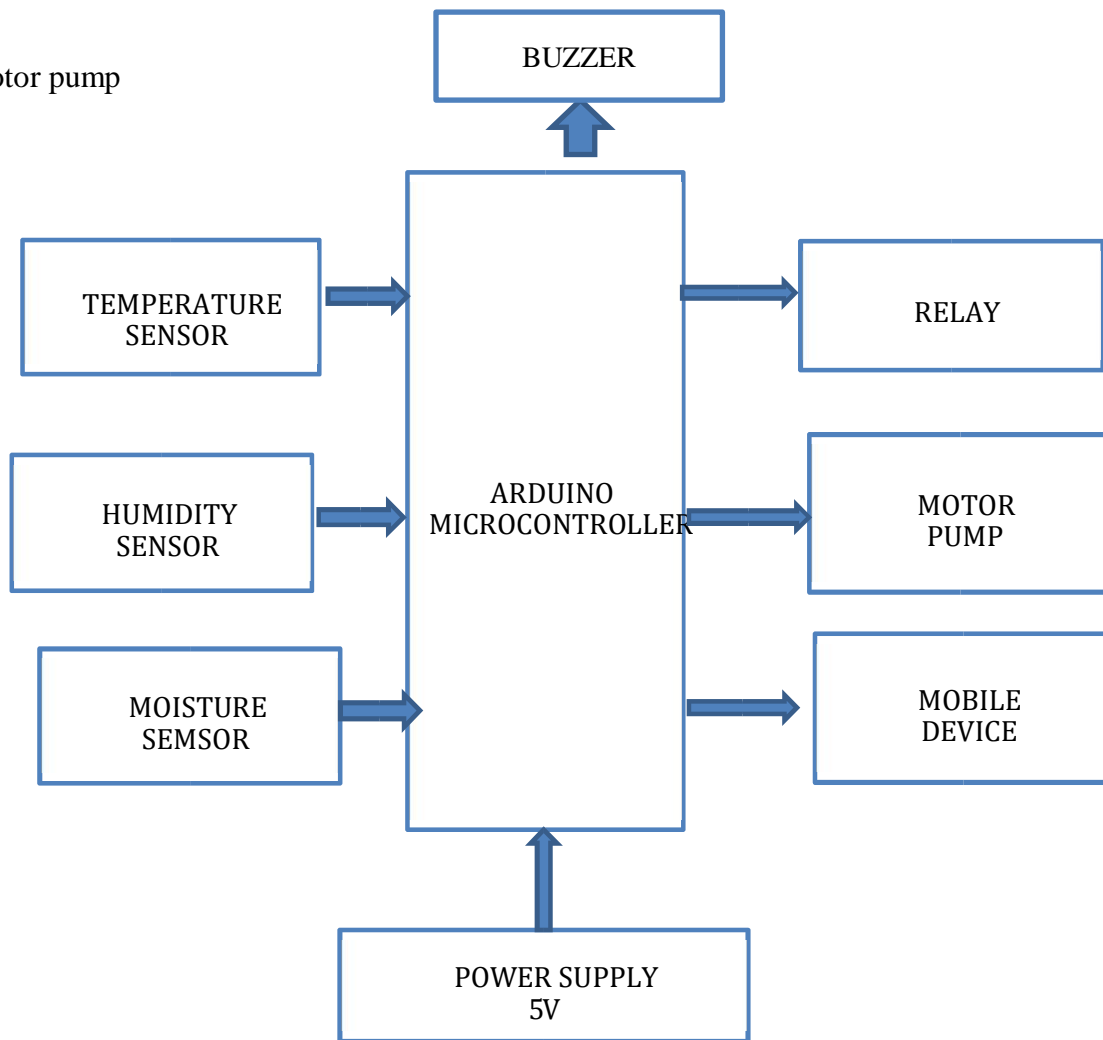 BUZZER
otor pump
TEMPERATURE
SENSOR
RELAY
HUMIDITY
SENSOR
ARDUINO
MICROCONTROLLER
MOTOR
PUMP
MOISTURE
SEMSOR
MOBILE
DEVICE
POWER SUPPLY
5V